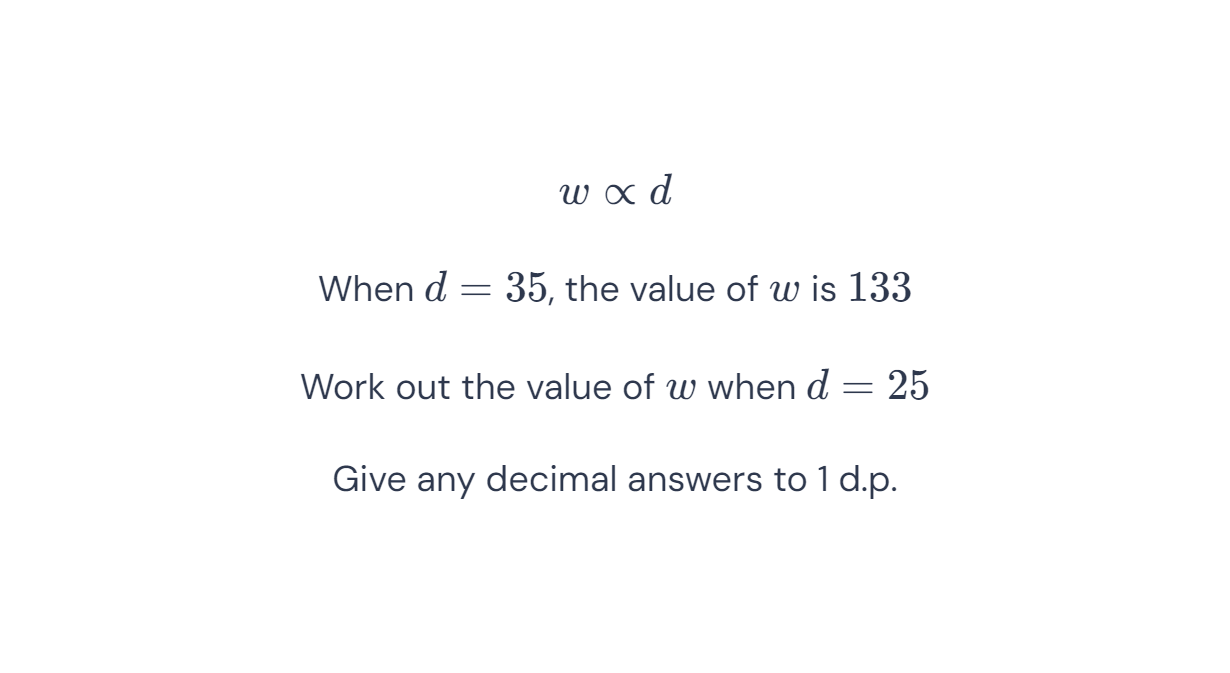 w ∝ d
When d = 35, the value of w is 133
Work out the value of w when d = 25
Give any decimal answers to 1 d.p.